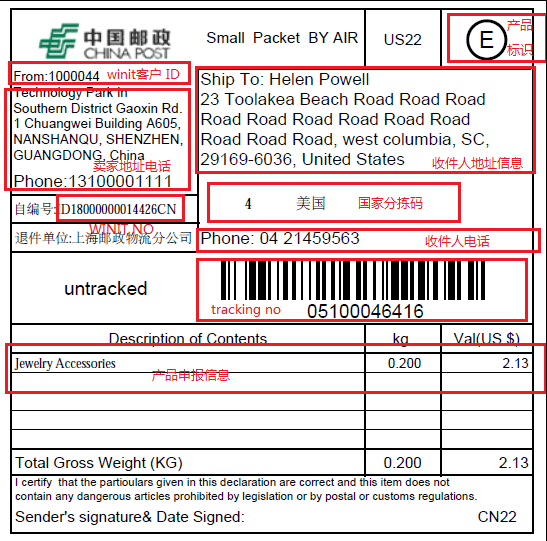 中国邮政
CHINA POST
Small Packet BY AIR
US22
E
产品
标识
From:1000044 winit客户 ID
Technology Park in
Southern District Gaoxin Rd.
1 Chuangwei Building A605,
NANSHANQU, SHENZHEN,
GUANGDONG, China
卖家地址电话
Phone:13100001111
Ship To: Helen Powell
23 Toolakea Beach Road Road Road
Road Road Road Road Road Road
Road Road Road, west columbia, SC,
29169-6036, United States
收件人地址信息
自编号:ID18000000014426CN
WINIT NO
4 美国 国家分拣码
退件单位:上海邮政物流分公司
Phone: 04 21459563 收件人电话
untracked
tracking no
05100046416
Description of Contents kg Val(US $)
Jewelry Accessories 0.200 2.13
产品申报信息
Total Gross Weight (KG) 0.200 2.13
I certify that the partioulars given in this declaration are correct and this item does not
contain any dangerous articles prohibited by legislation or by postal or customs regulations.
Sender's signature& Date Signed: CN22